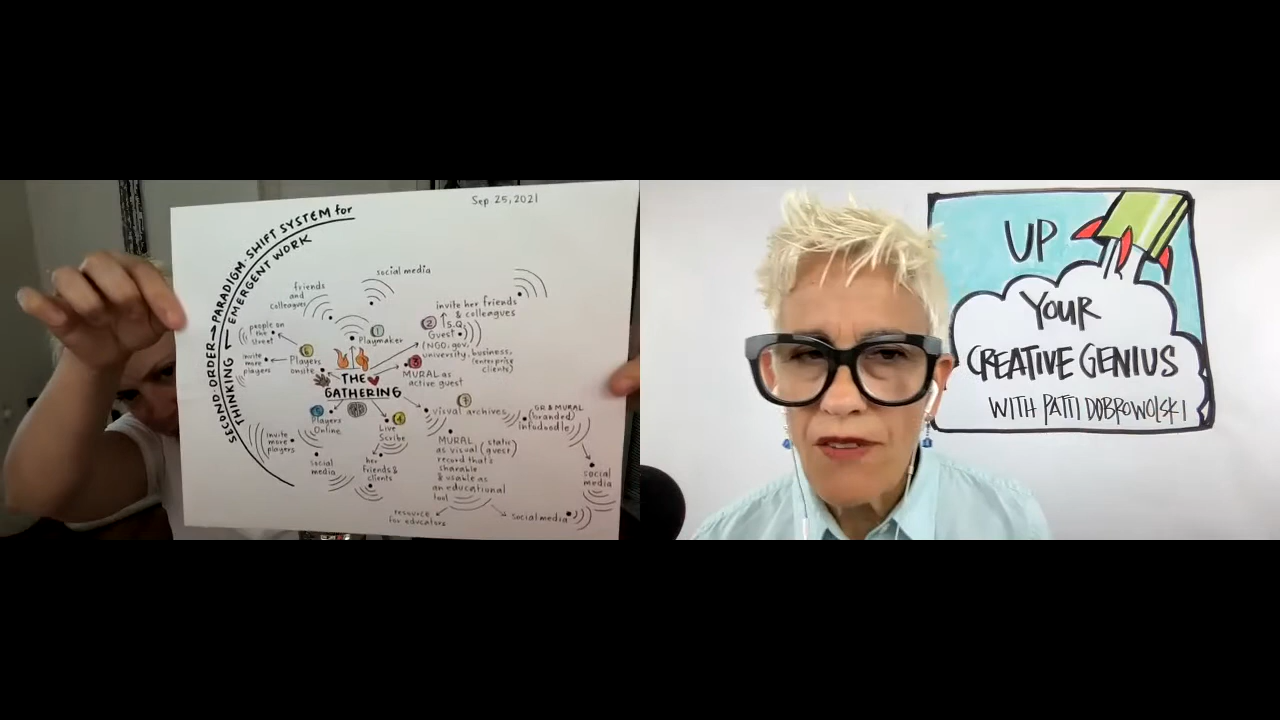 Sep. 25, 2021
SECOND-ORDER → PARADIGM-SHIFT SYSTEM for
THINKING ← EMERGENT WORK
social media
friends
and
colleagues
1
Playmaker
invite her friends
& colleagues
2
S.Q.
Guest
(NGO, gov,
university, business,
(enterprise
clients)
3
MURAL as
active guest
people on
the
street
invite
more
players
6
Players
onsite
THE
GATHERING
5
Players
Online
invite
more
players
social
media
4
Live
Scribe
her
friends &
clients
7
visual archives
GR & MURAL
(branded)
infodoodle
social
media
MURAL
as visual (static
record that's guest)
sharable
& usable as
an educational
tool
resource
for educators
social media
UP
YOUR
CREATIVE GENIUS
WITH PATTI DOBROWOLSKI